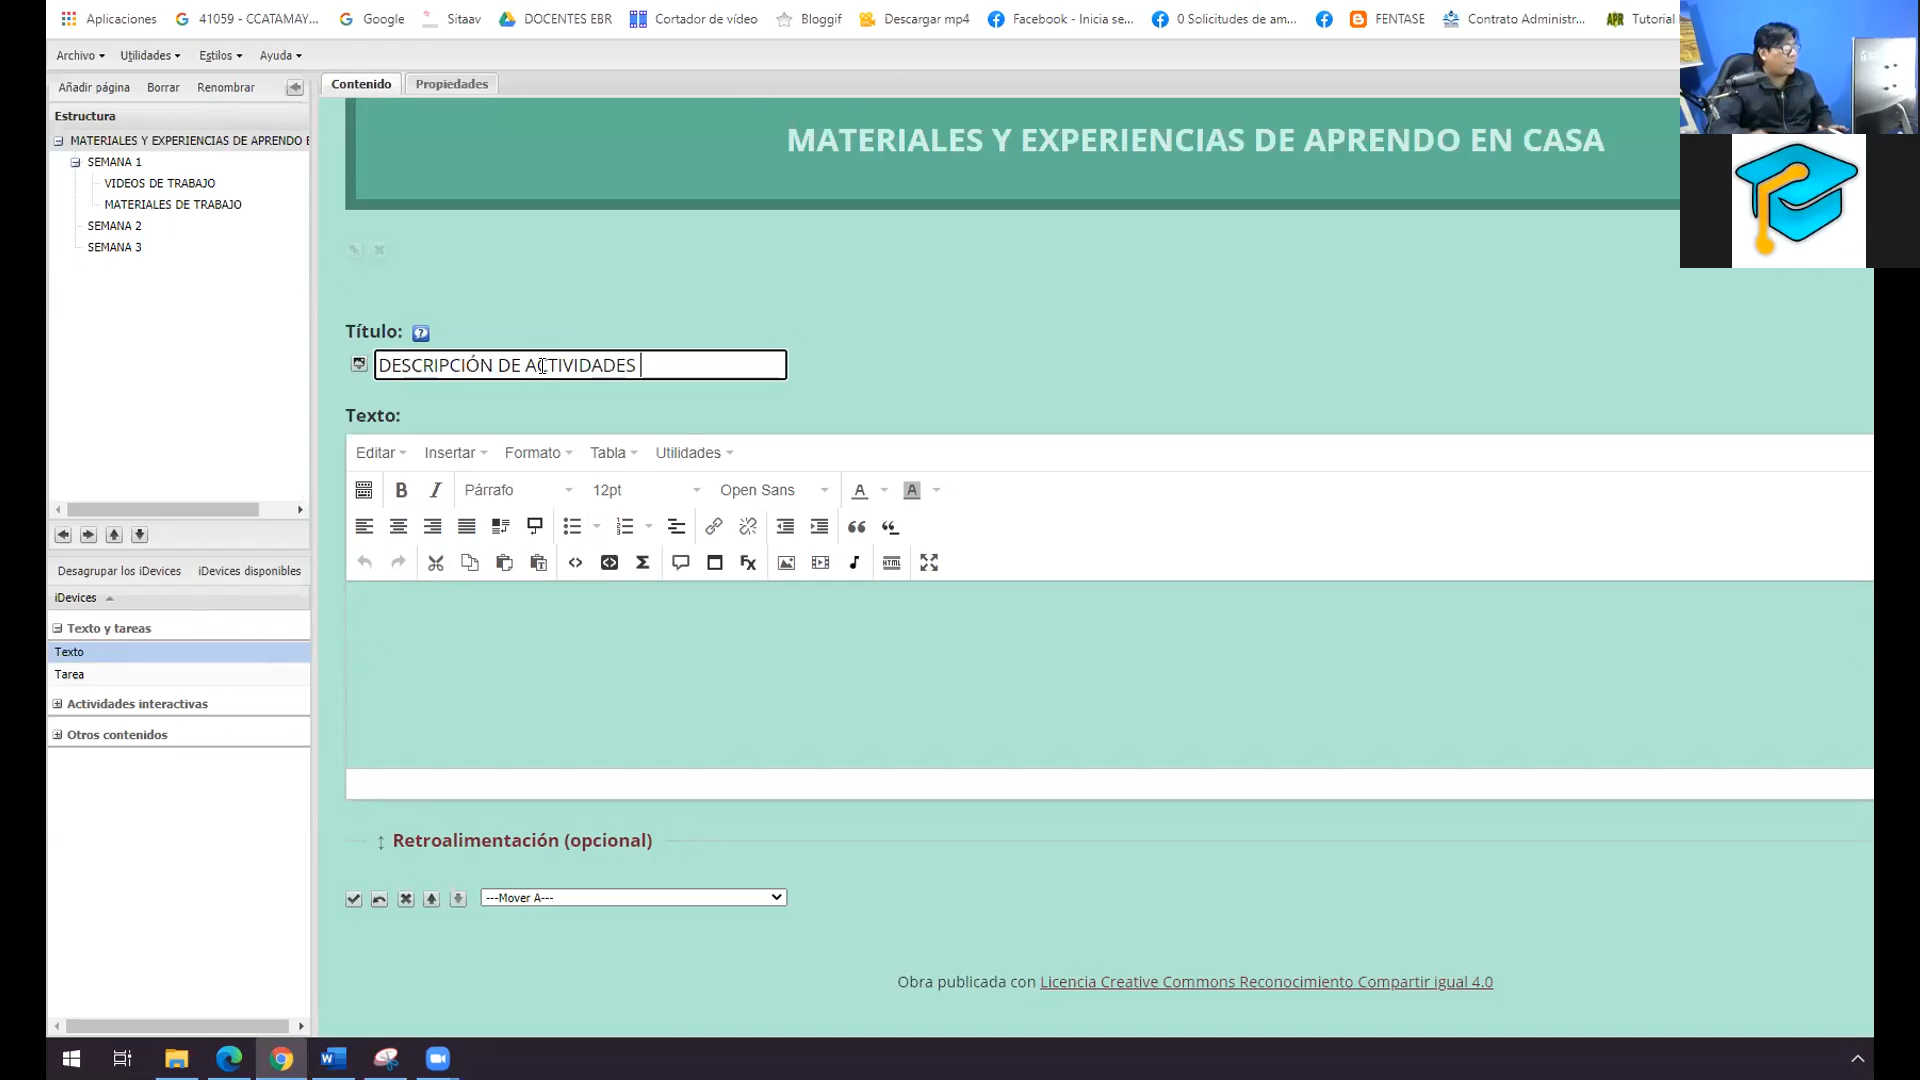 Aplicaciones
41059 - CCATAMAY...
Google
Sitaav
DOCENTES EBR
Cortador de vídeo
Bloggif
Descargar mp4
Facebook - Inicia se...
0 Solicitudes de am...
FENTASE
Contrato Administr...
APR Tutorial
Archivo
Utilidades
Estilos
Ayuda
Añadir página
Borrar
Renombrar
Contenido
Propiedades
Estructura
MATERIALES Y EXPERIENCIAS DE APRENDO E
SEMANA 1
VIDEOS DE TRABAJO
MATERIALES DE TRABAJO
SEMANA 2
SEMANA 3
MATERIALES Y EXPERIENCIAS DE APRENDO EN CASA
Título:
DESCRIPCIÓN DE ACTIVIDADES
Texto:
Editar
Insertar
Formato
Tabla
Utilidades
B
I
Párrafo
12pt
Open Sans
A
A
Fx
HTML
Desagrupar los iDevices
iDevices disponibles
iDevices
Texto y tareas
Texto
Tarea
Actividades interactivas
Otros contenidos
Retroalimentación (opcional)
---Mover A---
Obra publicada con Licencia Creative Commons Reconocimiento Compartir igual 4.0